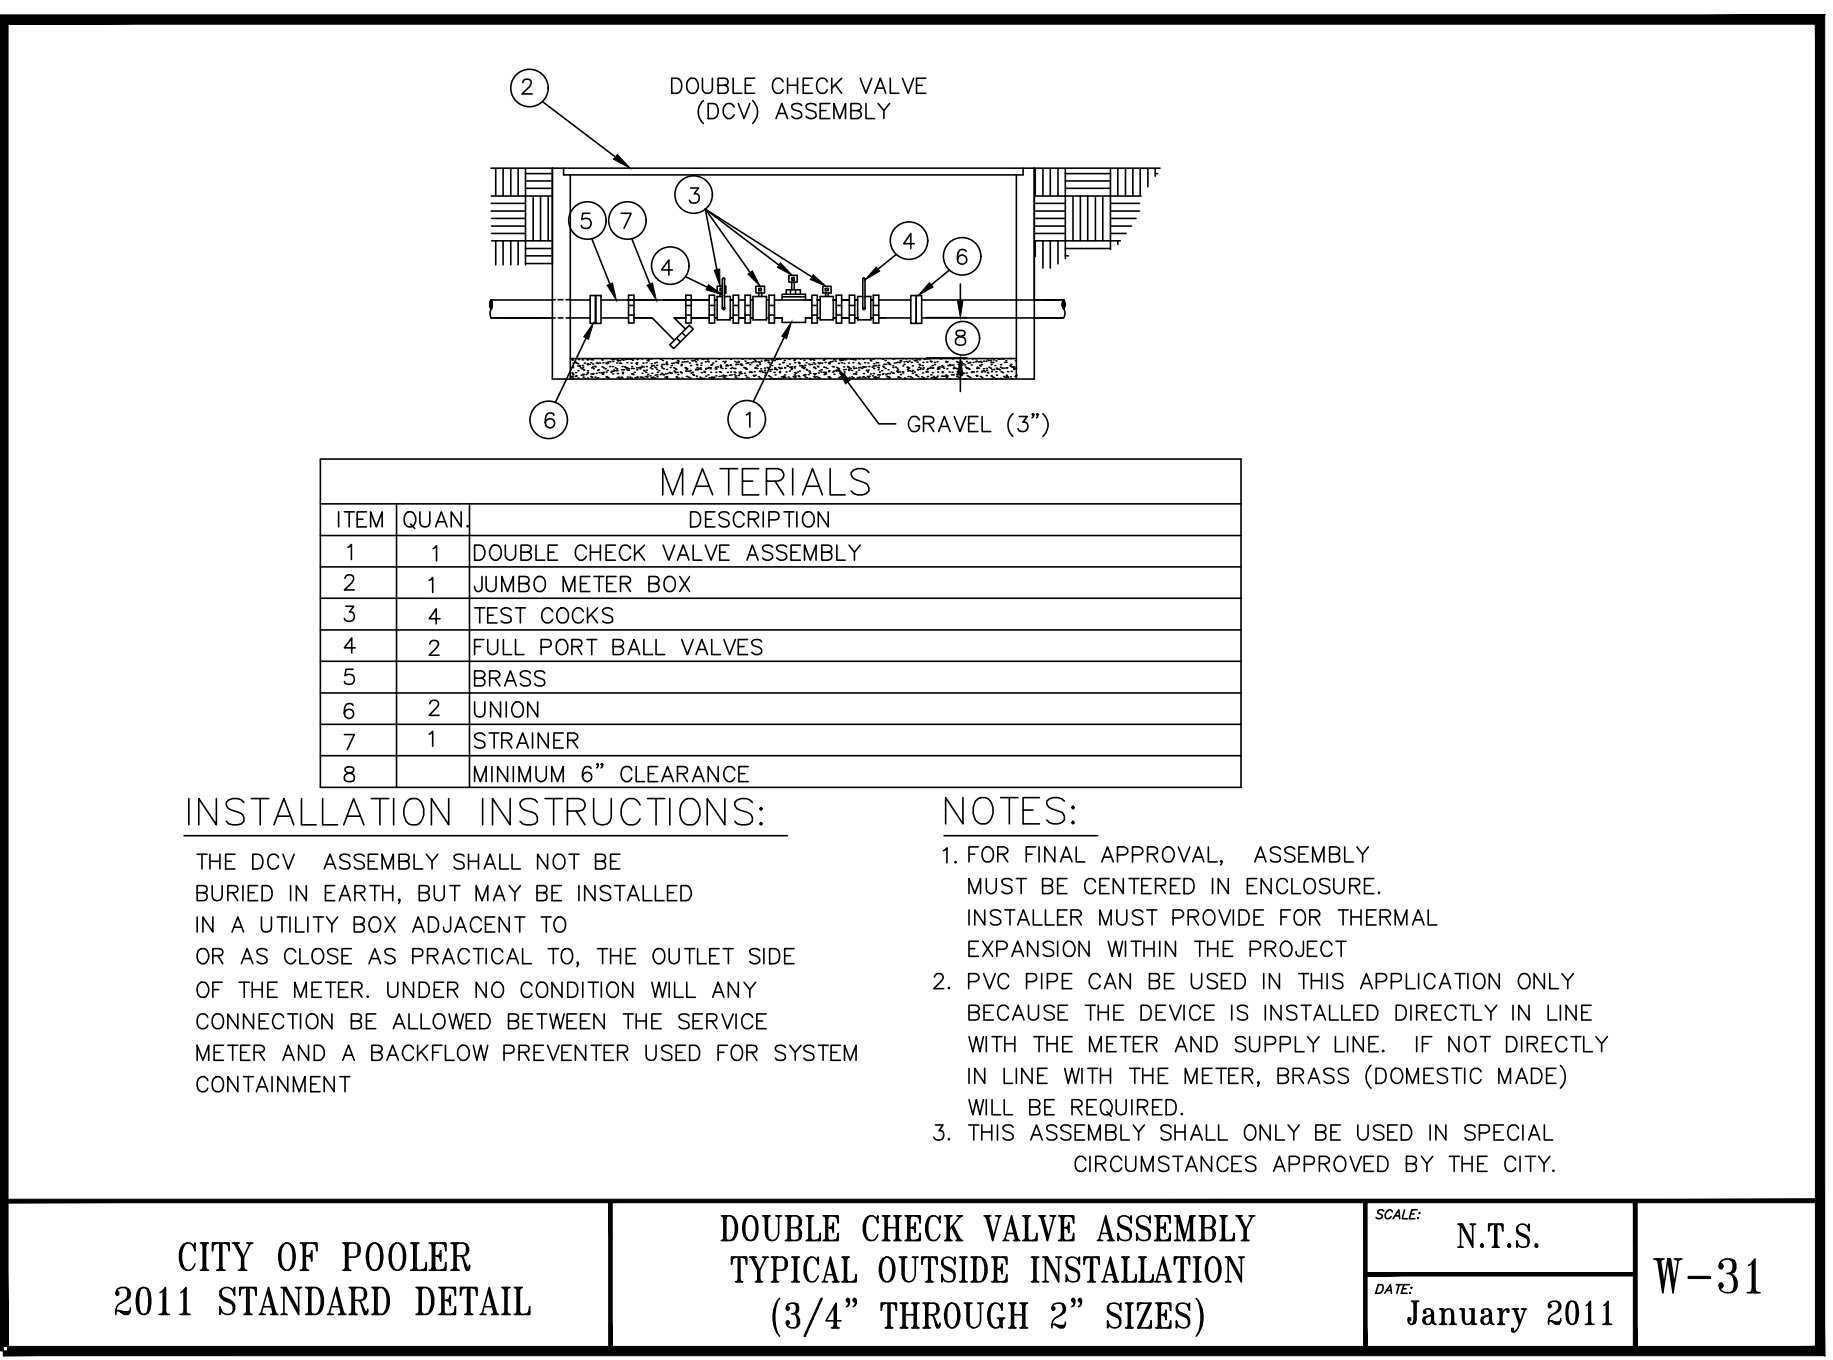 DOUBLE CHECK VALVE
(DCV) ASSEMBLY
2
3
5
7
4
4
6
8
6
1
GRAVEL (3")
MATERIALS
ITEM QUAN. DESCRIPTION
1 1 DOUBLE CHECK VALVE ASSEMBLY
2 1 JUMBO METER BOX
3 4 TEST COCKS
4 2 FULL PORT BALL VALVES
5 BRASS
6 2 UNION
7 1 STRAINER
8 MINIMUM 6" CLEARANCE
INSTALLATION INSTRUCTIONS:
THE DCV ASSEMBLY SHALL NOT BE
BURIED IN EARTH, BUT MAY BE INSTALLED
IN A UTILITY BOX ADJACENT TO
OR AS CLOSE AS PRACTICAL TO, THE OUTLET SIDE
OF THE METER. UNDER NO CONDITION WILL ANY
CONNECTION BE ALLOWED BETWEEN THE SERVICE
METER AND A BACKFLOW PREVENTER USED FOR SYSTEM
CONTAINMENT
NOTES:
1. FOR FINAL APPROVAL, ASSEMBLY
MUST BE CENTERED IN ENCLOSURE.
INSTALLER MUST PROVIDE FOR THERMAL
EXPANSION WITHIN THE PROJECT
2. PVC PIPE CAN BE USED IN THIS APPLICATION ONLY
BECAUSE THE DEVICE IS INSTALLED DIRECTLY IN LINE
WITH THE METER AND SUPPLY LINE. IF NOT DIRECTLY
IN LINE WITH THE METER, BRASS (DOMESTIC MADE)
WILL BE REQUIRED.
3. THIS ASSEMBLY SHALL ONLY BE USED IN SPECIAL
CIRCUMSTANCES APPROVED BY THE CITY.
CITY OF POOLER
2011 STANDARD DETAIL
DOUBLE CHECK VALVE ASSEMBLY
TYPICAL OUTSIDE INSTALLATION
(3/4" THROUGH 2" SIZES)
SCALE:
N.T.S.
DATE:
January 2011
W-31